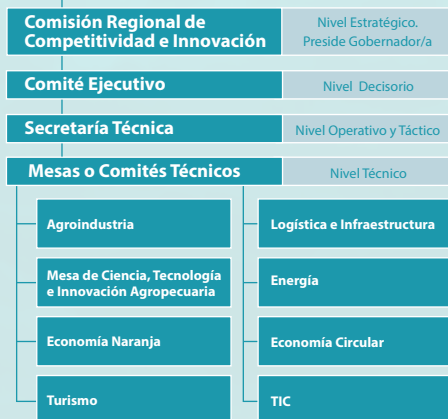 Comisión Regional de
Competitividad e Innovación
Nivel Estratégico.
Preside Gobernador/a
Comité Ejecutivo
Nivel Decisorio
Secretaría Técnica
Nivel Operativo y Táctico
Mesas o Comités Técnicos
Nivel Técnico
Agroindustria
Logística e Infraestructura
Mesa de Ciencia, Tecnología
e Innovación Agropecuaria
Energía
Economía Naranja
Economía Circular
Turismo
TIC